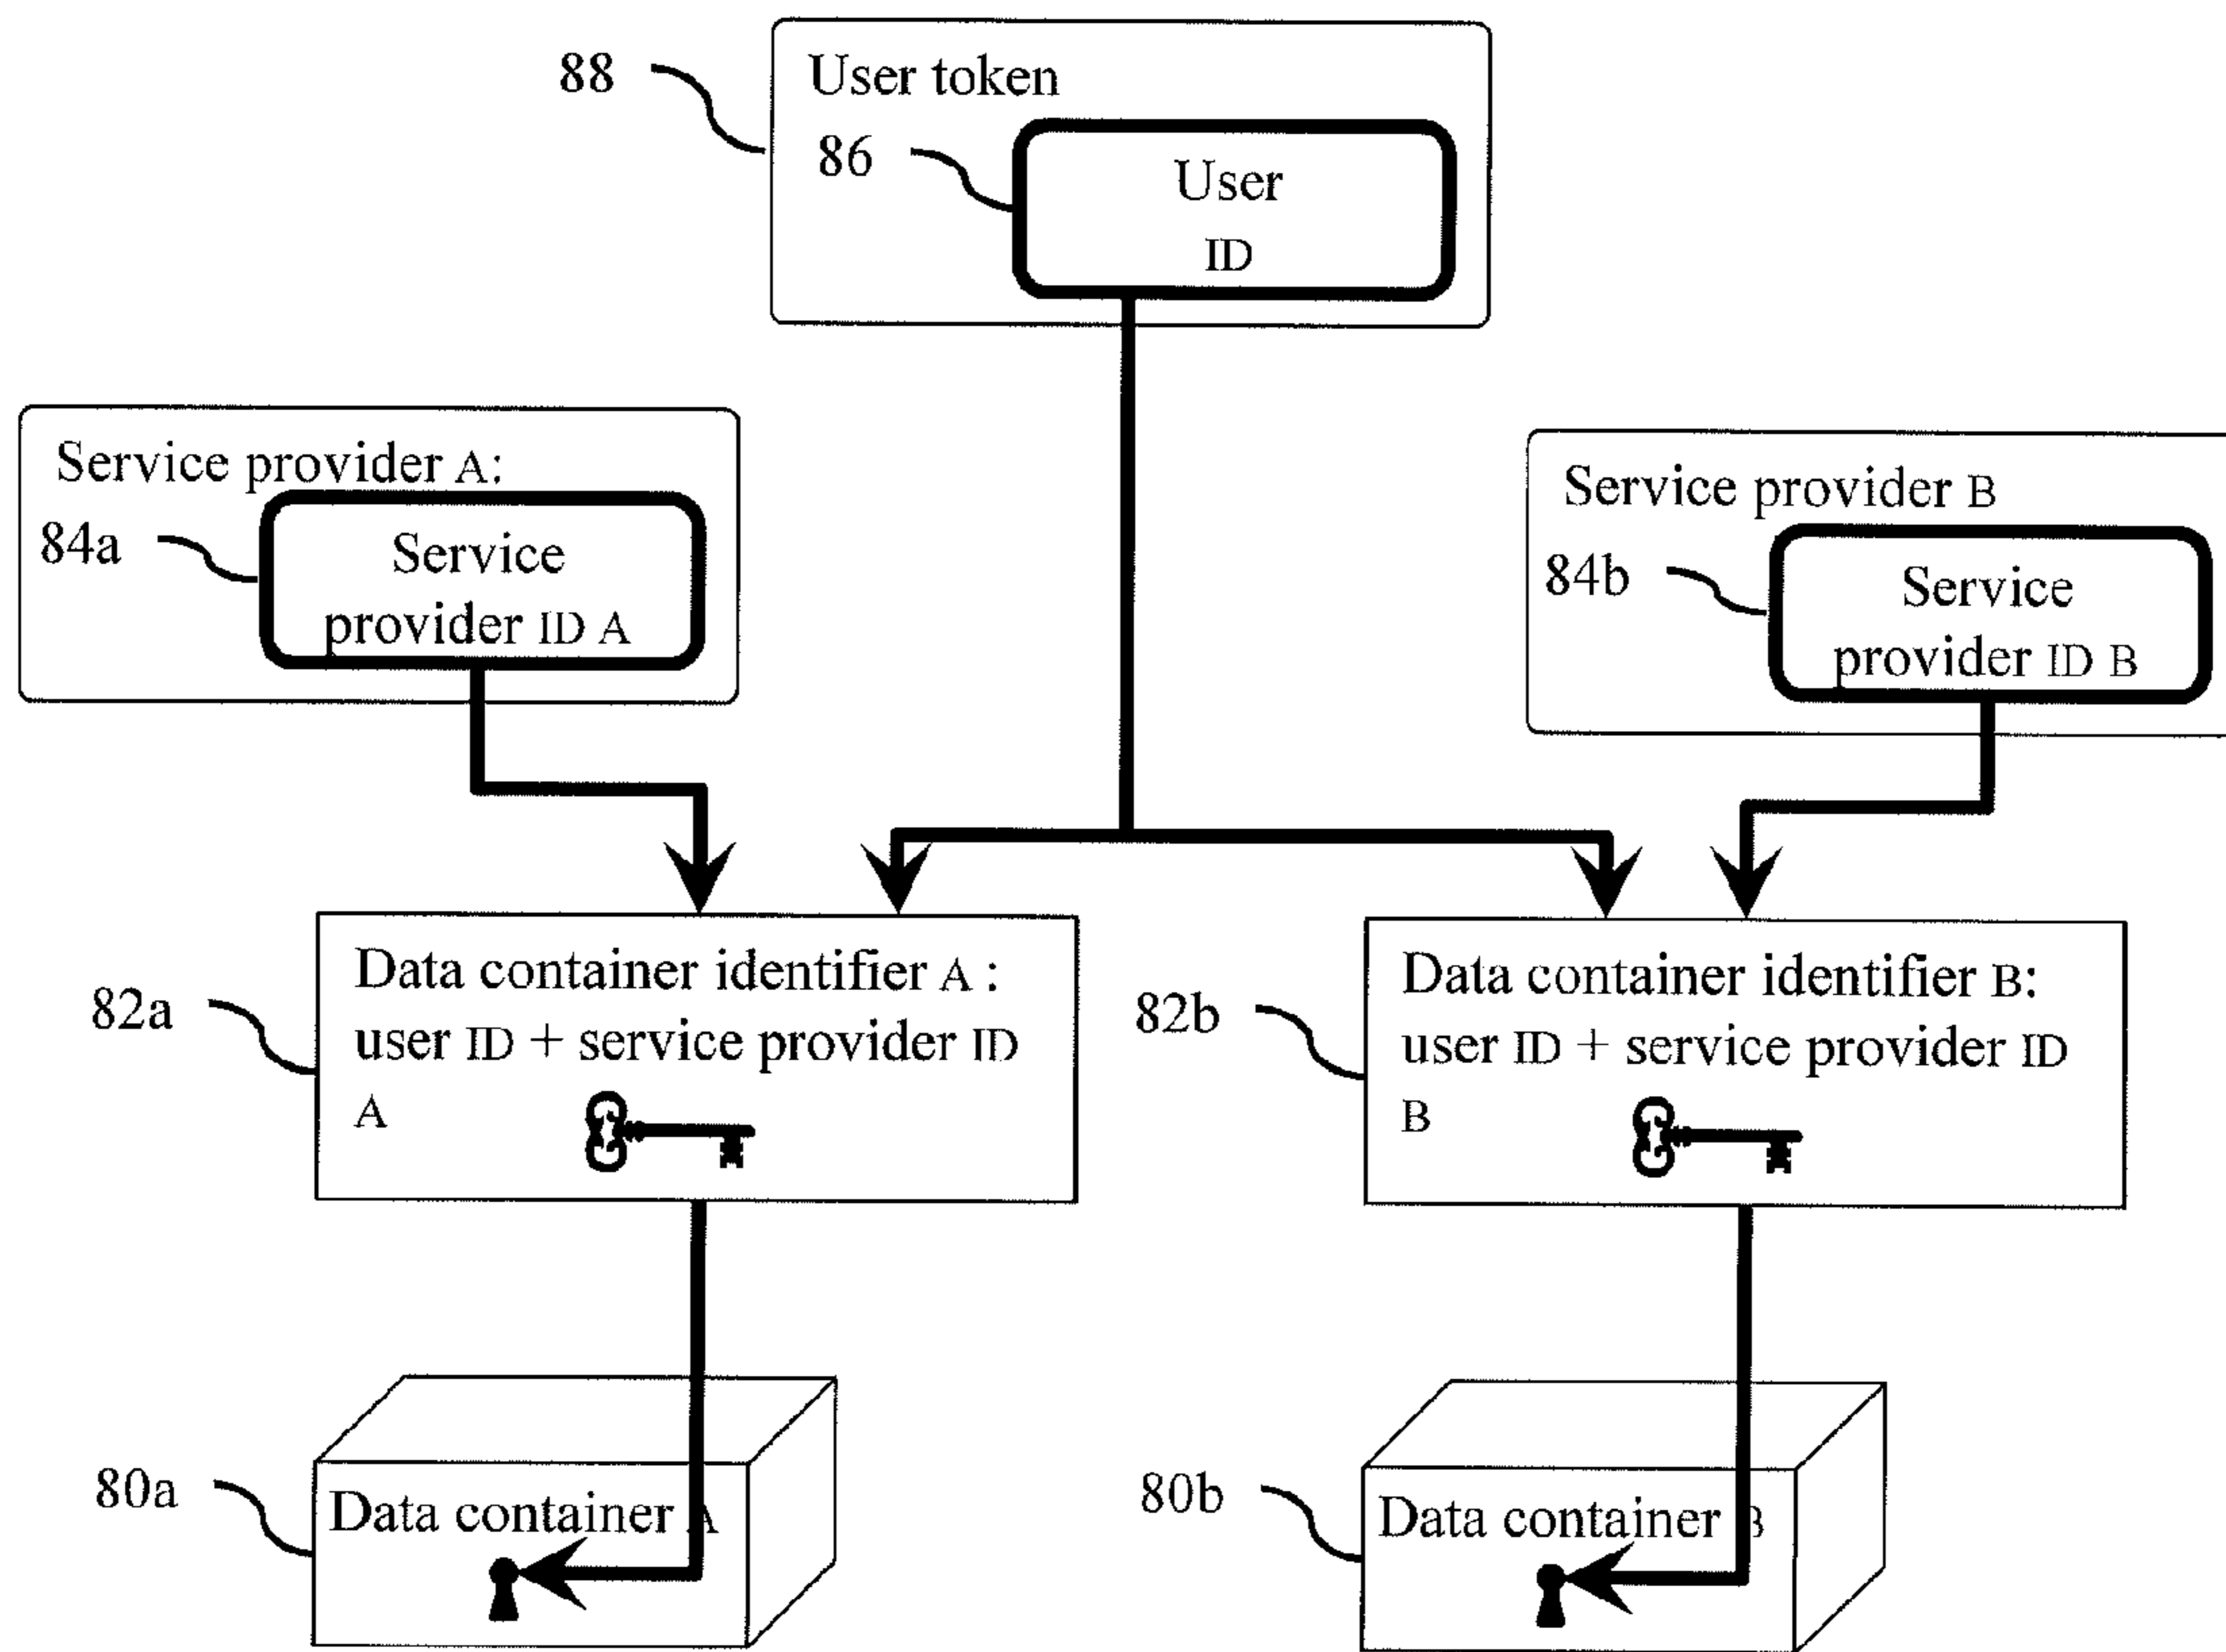 88
User token
86
User
ID
Service provider A:
84a
Service
provider ID A
Service provider B
84b
Service
provider ID B
82a
Data container identifier A :
user ID + service provider ID
A
82b
Data container identifier B:
user ID + service provider ID
B
80a
Data container A
80b
Data container B